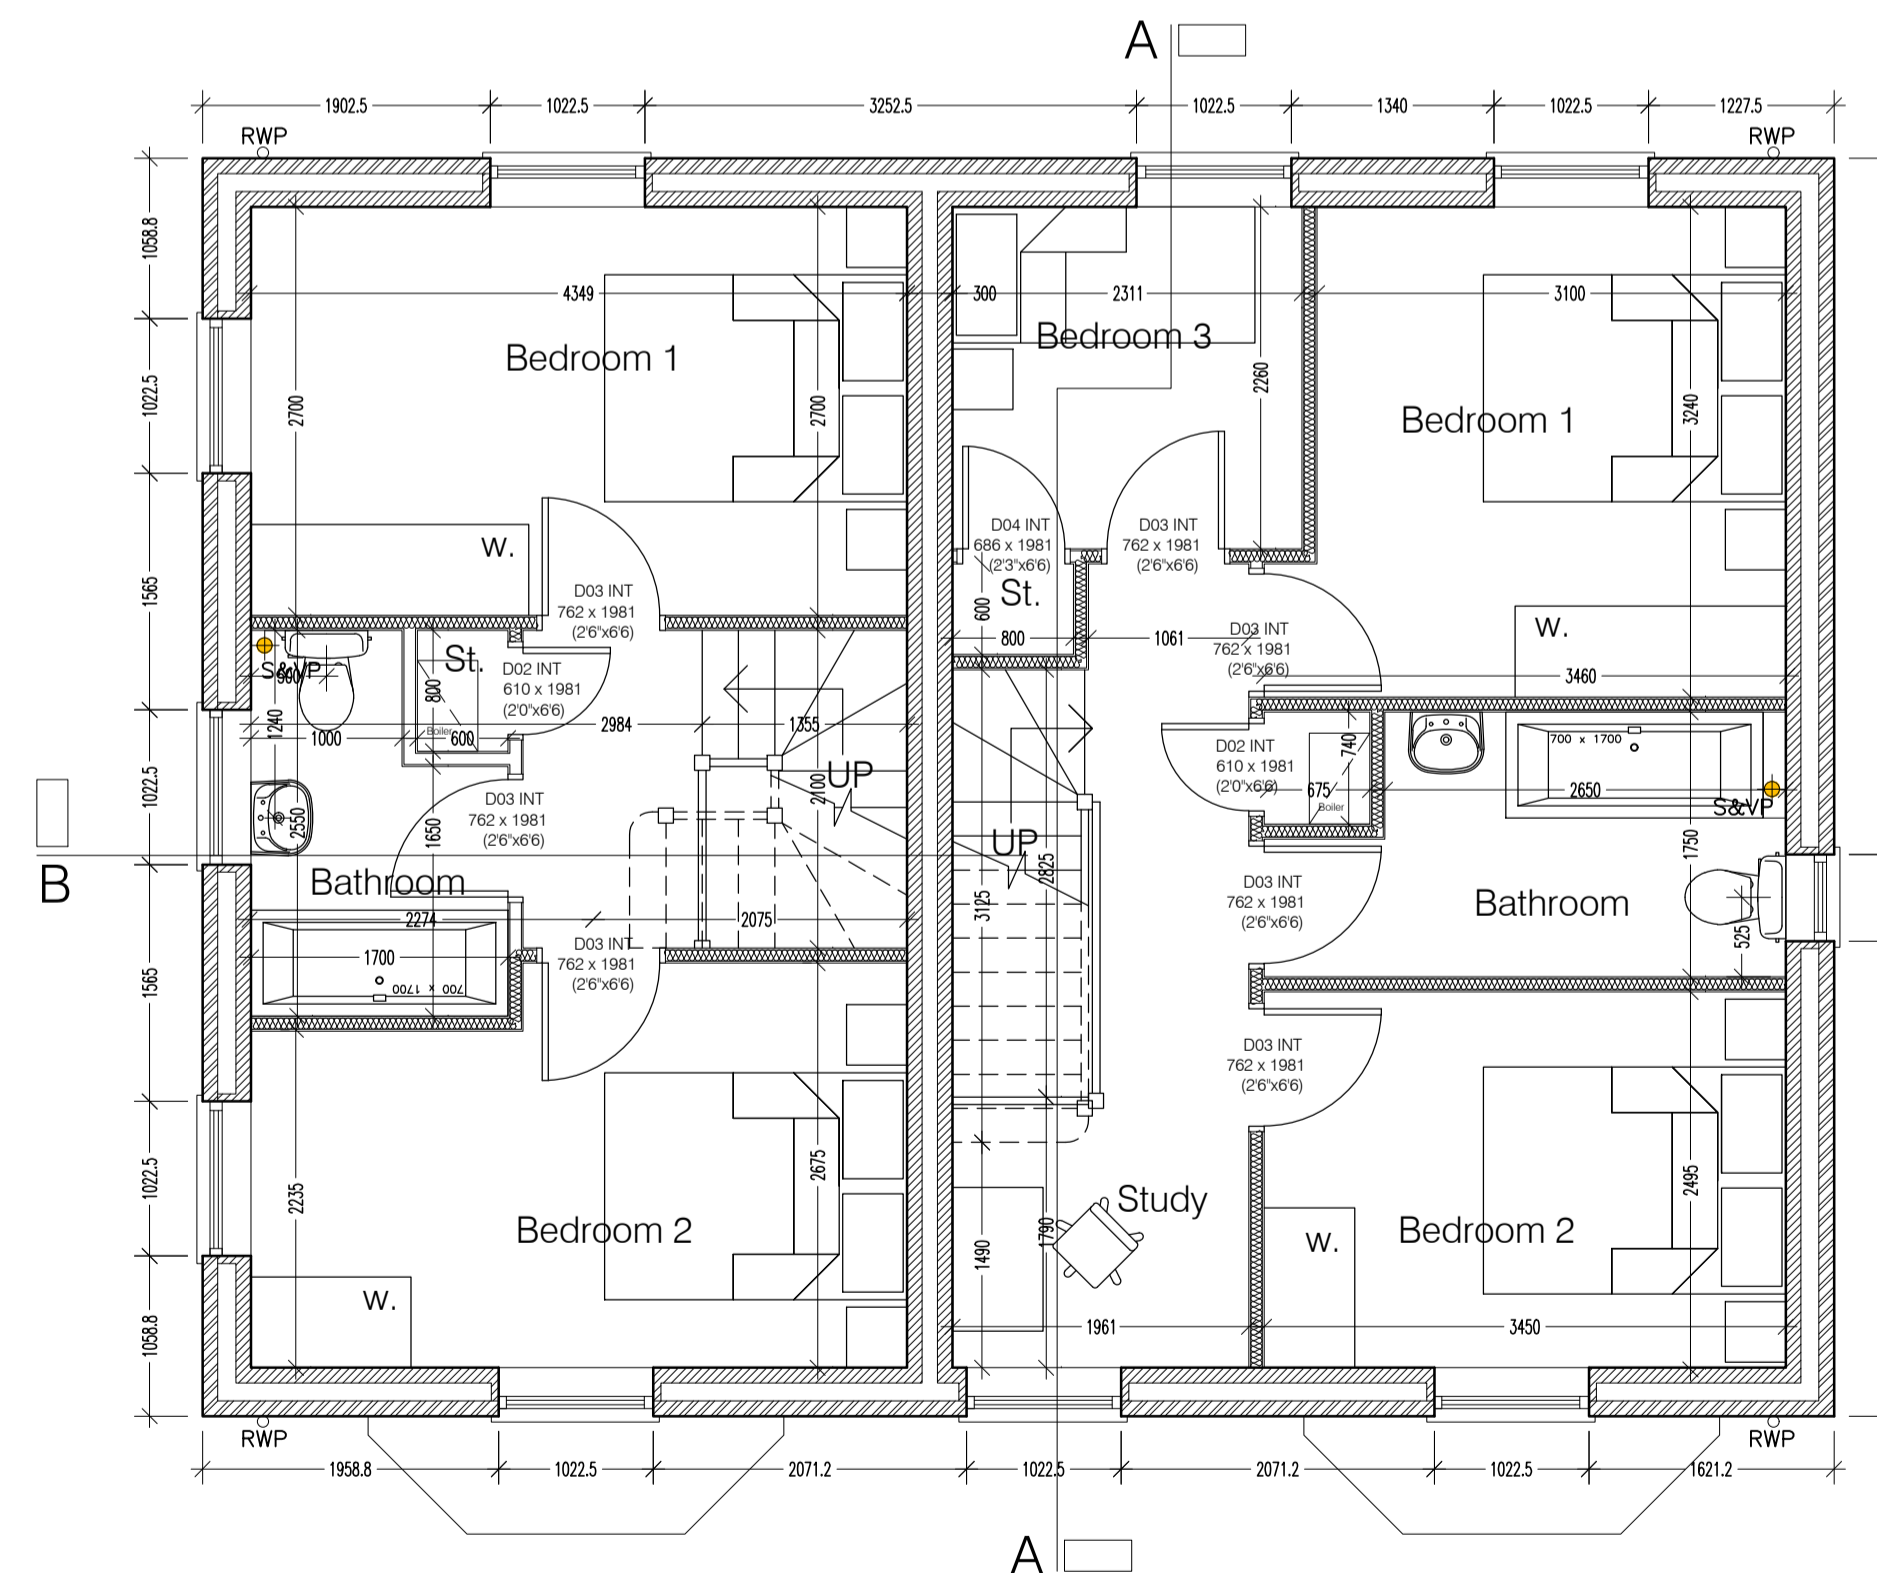 A
1902.5 1022.5 3252.5 1022.5 1340 1022.5 1227.5
RWP RWP
1058.8
1022.5
1565
1022.5
1565
1022.5
1058.8
4349
2700
2700
Bedroom 1
W.
D03 INT
762 x 1981
(2'6"x6'6)
S&VP
500
1240
1000
St.
800
Boiler
600
D02 INT
610 x 1981
(2'0"x6'6)
2984
1355
UP
2100
D03 INT
762 x 1981
(2'6"x6'6)
2550
1650
B
Bathroom
2274
2075
1700
700 x 1700
D03 INT
762 x 1981
(2'6"x6'6)
2235
2675
Bedroom 2
W.
300
2311
Bedroom 3
2260
D04 INT
686 x 1981
(2'3"x6'6)
D03 INT
762 x 1981
(2'6"x6'6)
St.
600
800
1061
3100
Bedroom 1
3240
D03 INT
762 x 1981
(2'6"x6'6)
W.
3460
D02 INT
610 x 1981
(2'0"x6'6)
740
675
Boiler
700 x 1700
2650
S&VP
UP
2825
3125
D03 INT
762 x 1981
(2'6"x6'6)
1750
Bathroom
525
D03 INT
762 x 1981
(2'6"x6'6)
Study
1490
1790
1961
W.
Bedroom 2
2495
3450
RWP RWP
1958.8 1022.5 2071.2 1022.5 2071.2 1022.5 1621.2
A